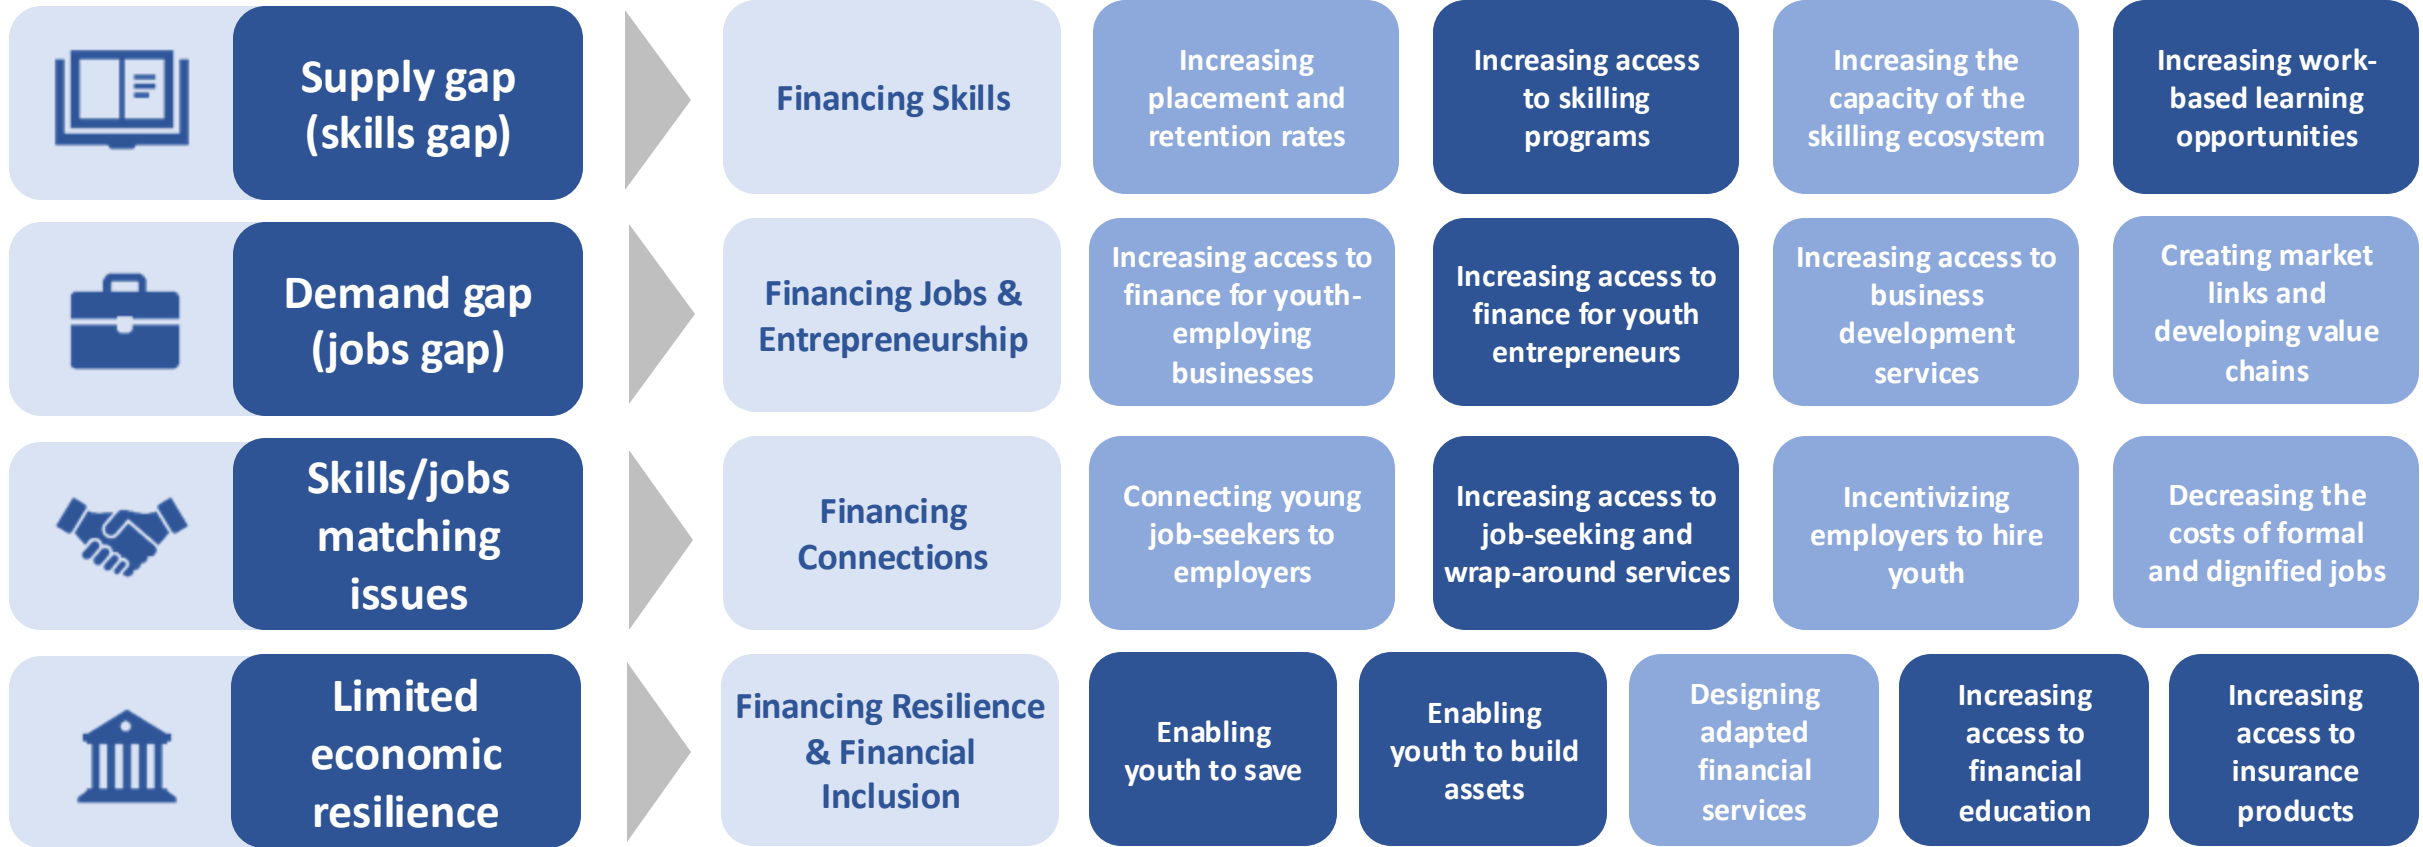 Supply gap
(skills gap)
Financing Skills
Increasing
placement and
retention rates
Increasing access
to skilling
programs
Increasing the
capacity of the
skilling ecosystem
Increasing work-
based learning
opportunities
Demand gap
(jobs gap)
Financing Jobs &
Entrepreneurship
Increasing access to
finance for youth-
employing
businesses
Increasing access to
finance for youth
entrepreneurs
Increasing access to
business
development
services
Creating market
links and
developing value
chains
Skills/jobs
matching
issues
Financing
Connections
Connecting young
job-seekers to
employers
Increasing access to
job-seeking and
wrap-around services
Incentivizing
employers to hire
youth
Decreasing the
costs of formal
and dignified jobs
Limited
economic
resilience
Financing Resilience
& Financial
Inclusion
Enabling
youth to save
Enabling
youth to build
assets
Designing
adapted
financial
services
Increasing
access to
financial
education
Increasing
access to
insurance
products